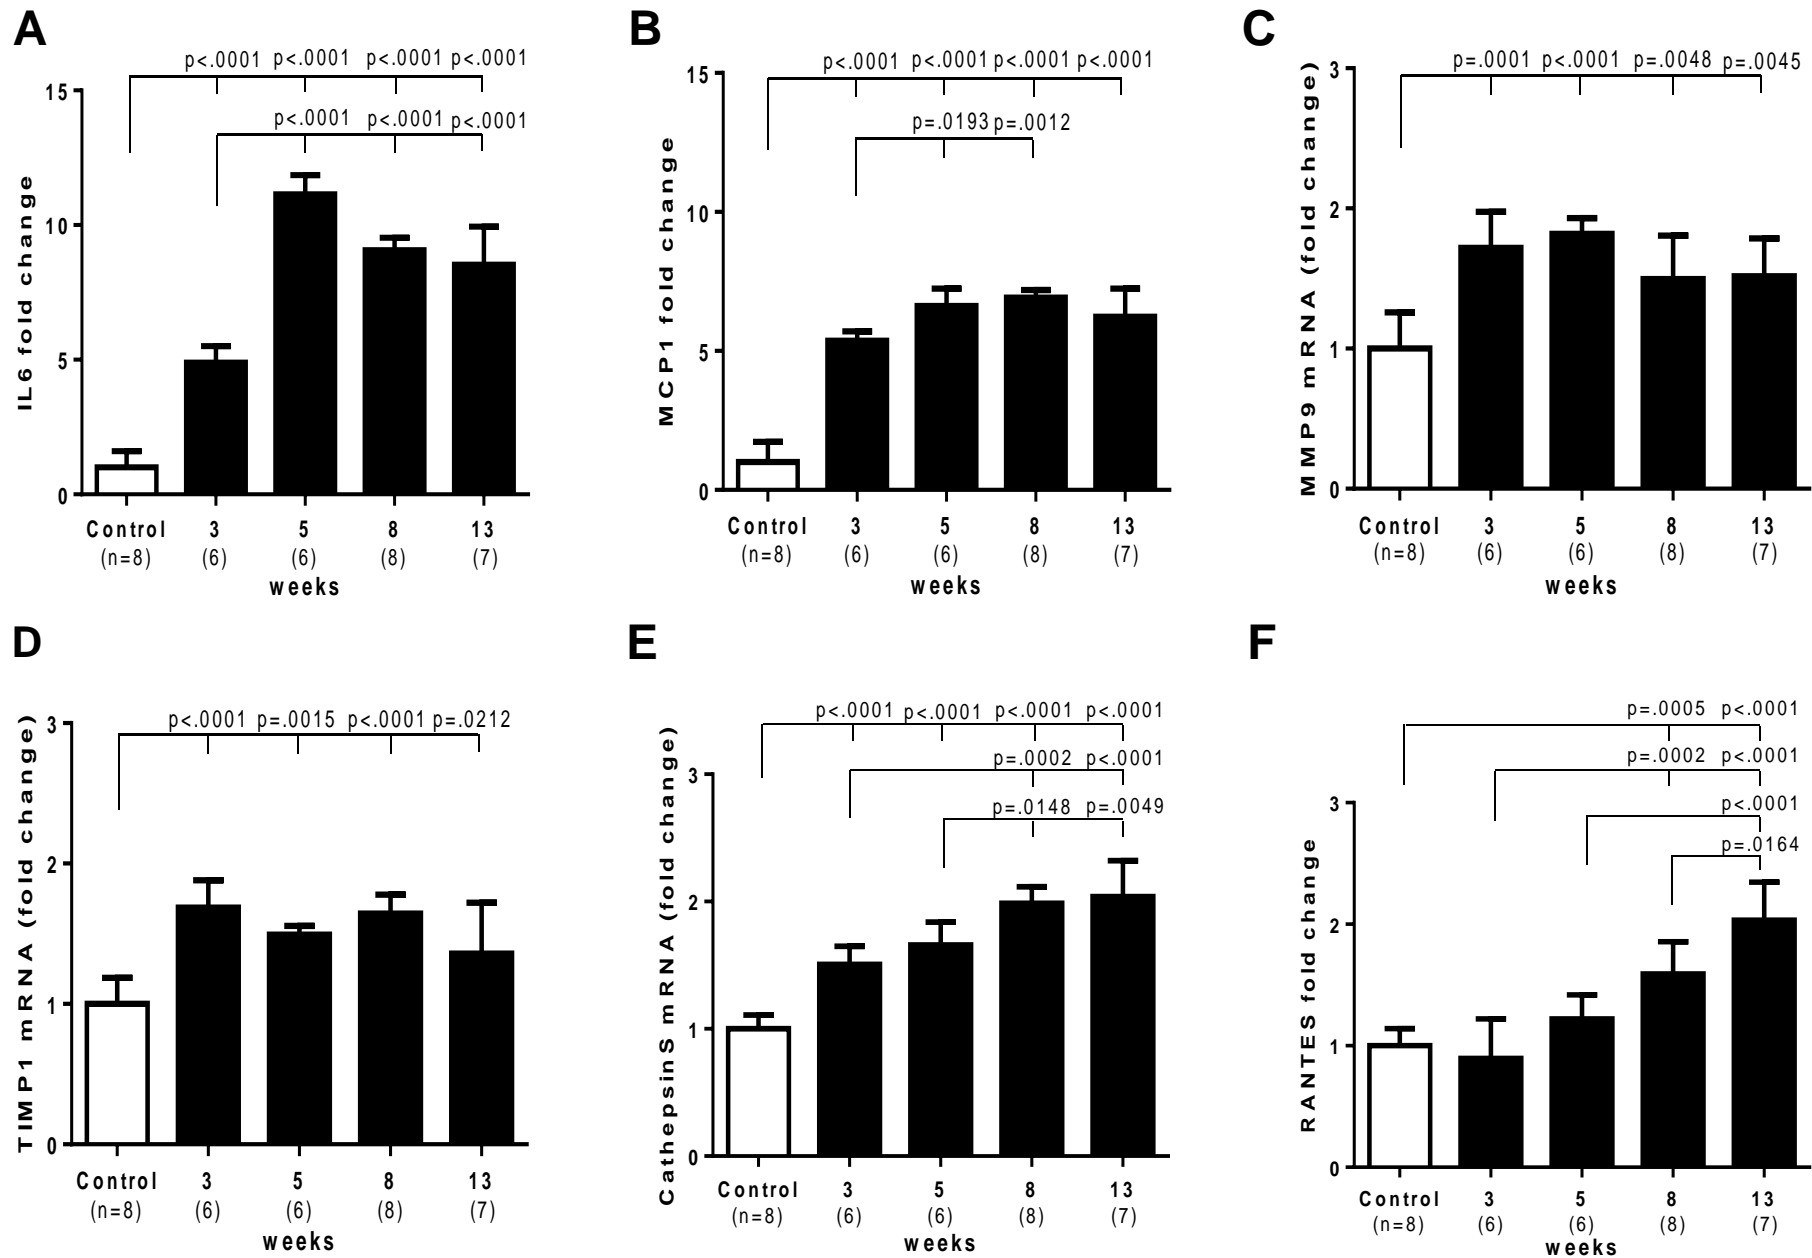 A
p<.0001 p<.0001 p<.0001 p<.0001
p<.0001 p<.0001 p<.0001
IL6 fold change
15
10
5
0
Control 3 5 8 13
(n=8) (6) (6) (8) (7)
weeks
B
p<.0001 p<.0001 p<.0001 p<.0001
p=.0193 p=.0012
MCP1 fold change
15
10
5
0
Control 3 5 8 13
(n=8) (6) (6) (8) (7)
weeks
C
p=.0001 p<.0001 p=.0048 p=.0045
MMP9 mRNA (fold change)
3
2
1
0
Control 3 5 8 13
(n=8) (6) (6) (8) (7)
weeks
D
p<.0001 p=.0015 p<.0001 p=.0212
TIMP1 mRNA (fold change)
3
2
1
0
Control 3 5 8 13
(n=8) (6) (6) (8) (7)
weeks
E
p<.0001 p<.0001 p<.0001 p<.0001
p=.0002 p<.0001
p=.0148 p=.0049
CathepsinS mRNA (fold change)
3
2
1
0
Control 3 5 8 13
(n=8) (6) (6) (8) (7)
weeks
F
p=.0005 p<.0001
p=.0002 p<.0001
p<.0001
p=.0164
RANTES fold change
3
2
1
0
Control 3 5 8 13
(n=8) (6) (6) (8) (7)
weeks